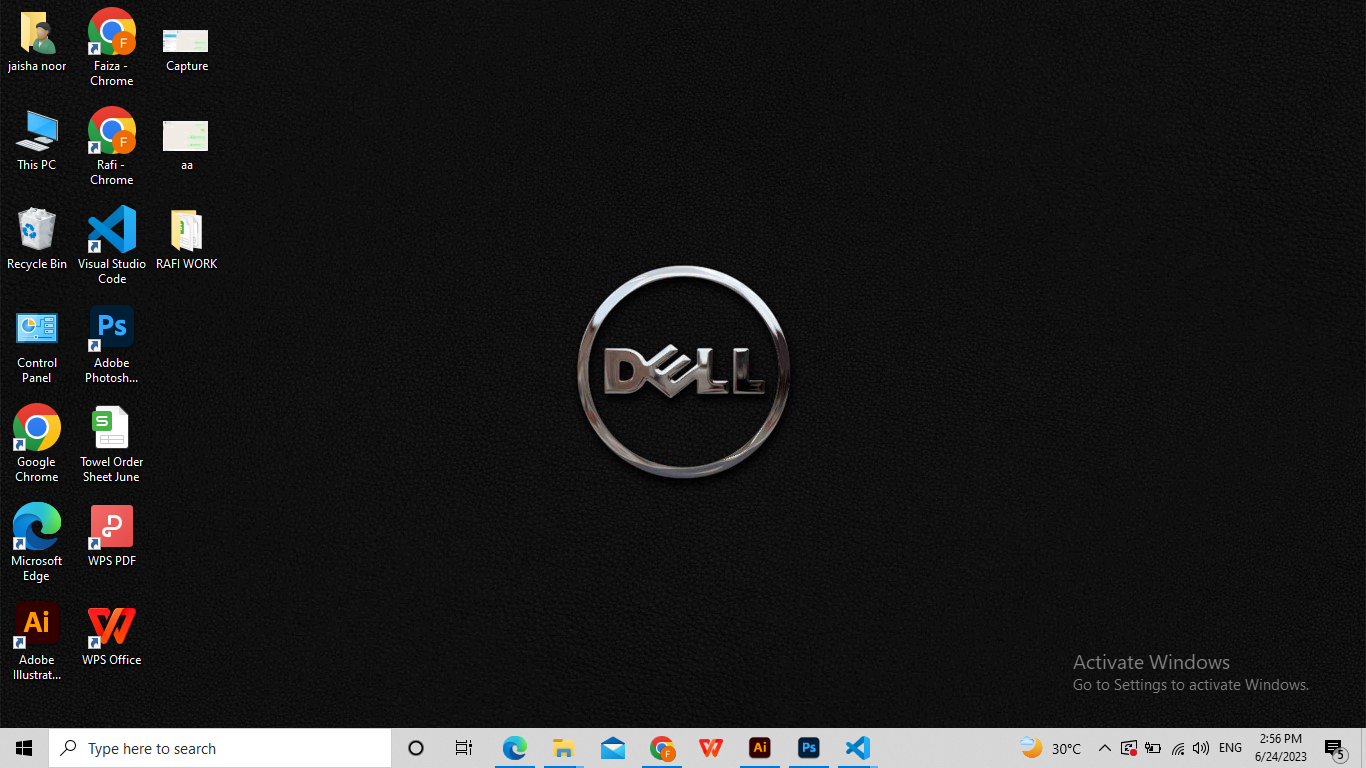 jaisha noor
This PC
Recycle Bin
Control
Panel
Google
Chrome
Microsoft
Edge
Ai
Adobe
Illustrat...
F
Faiza -
Chrome
F
Rafi -
Chrome
Visual Studio
Code
Ps
Adobe
Photosh...
S
Towel Order
Sheet June
WPS PDF
WPS Office
Capture
aa
RAFI WORK
DELL
Activate Windows
Go to Settings to activate Windows.
Type here to search
F
Ai
Ps
30°C
ENG
2:56 PM
6/24/2023
5